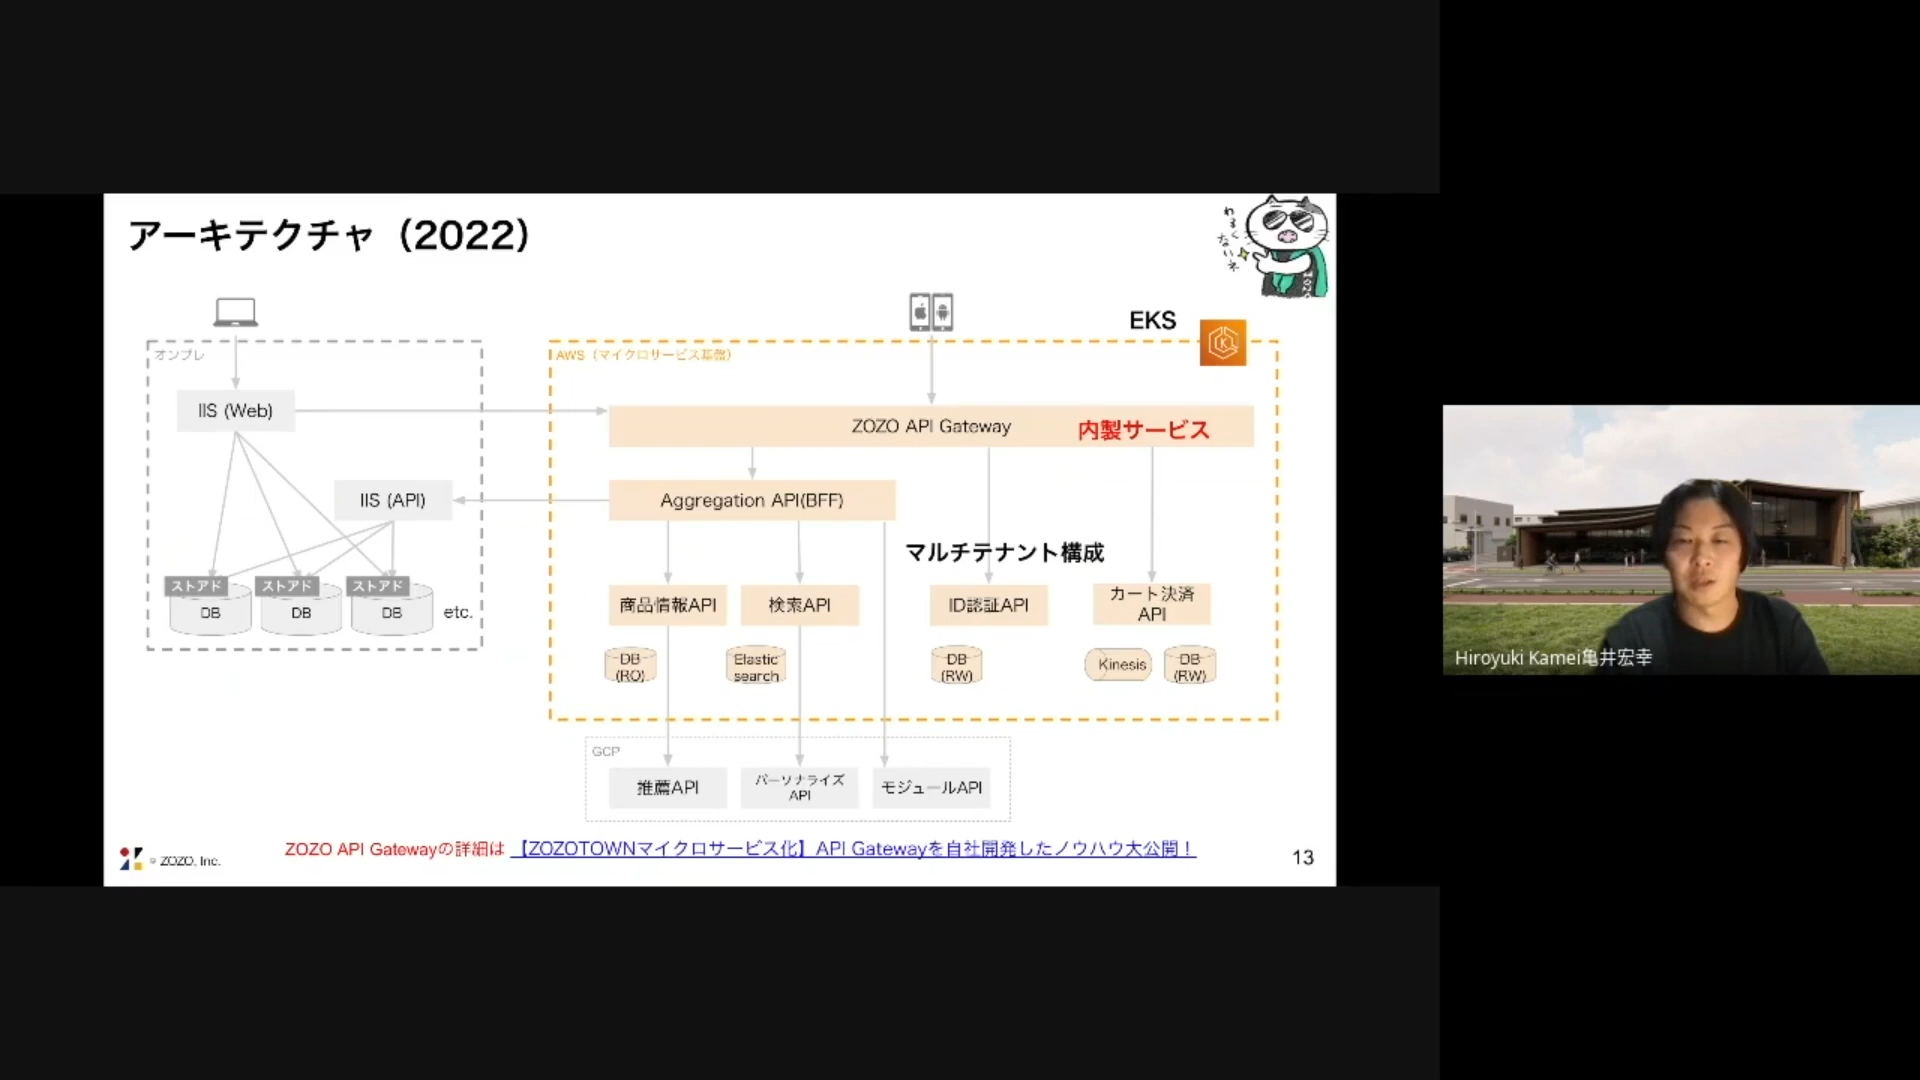 アーキテクチャ（2022）
わるくないネ
EKS
オンプレ
AWS（マイクロサービス基盤）
IIS (Web)
ZOZO API Gateway
内製サービス
IIS (API)
Aggregation API(BFF)
マルチテナント構成
ストアド
ストアド
ストアド
DB
DB
DB
etc.
商品情報API
検索API
ID認証API
カート決済
API
DB
(RO)
Elastic
search
DB
(RW)
Kinesis
DB
(RW)
GCP
推薦API
パーソナライズ
API
モジュールAPI
ZOZO API Gatewayの詳細は 【ZOZOTOWNマイクロサービス化】API Gatewayを自社開発したノウハウ大公開！
© ZOZO, Inc.
13
Hiroyuki Kamei亀井宏幸